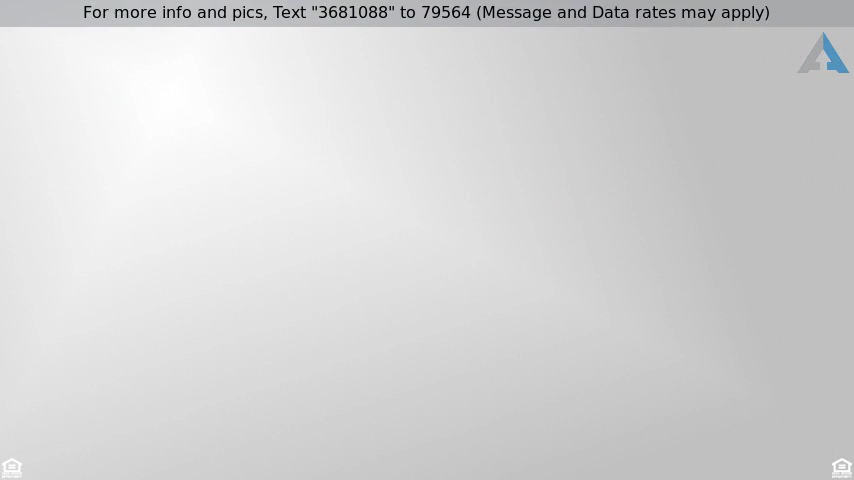 For more info and pics, Text "3681088" to 79564 (Message and Data rates may apply)